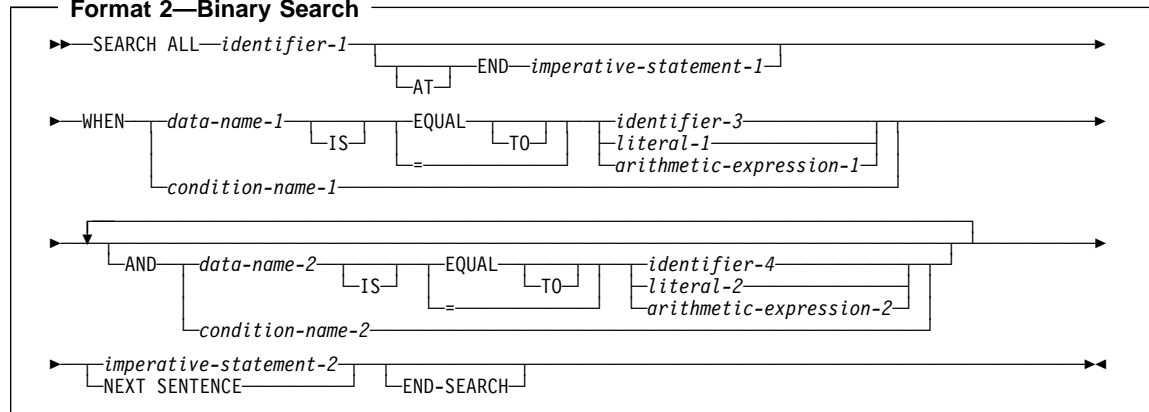 Format 2—Binary Search
SEARCH ALL identifier-1
AT END imperative-statement-1
WHEN data-name-1 IS EQUAL TO identifier-3
= literal-1
arithmetic-expression-1
condition-name-1
AND data-name-2 IS EQUAL TO identifier-4
= literal-2
arithmetic-expression-2
condition-name-2
imperative-statement-2
NEXT SENTENCE END-SEARCH